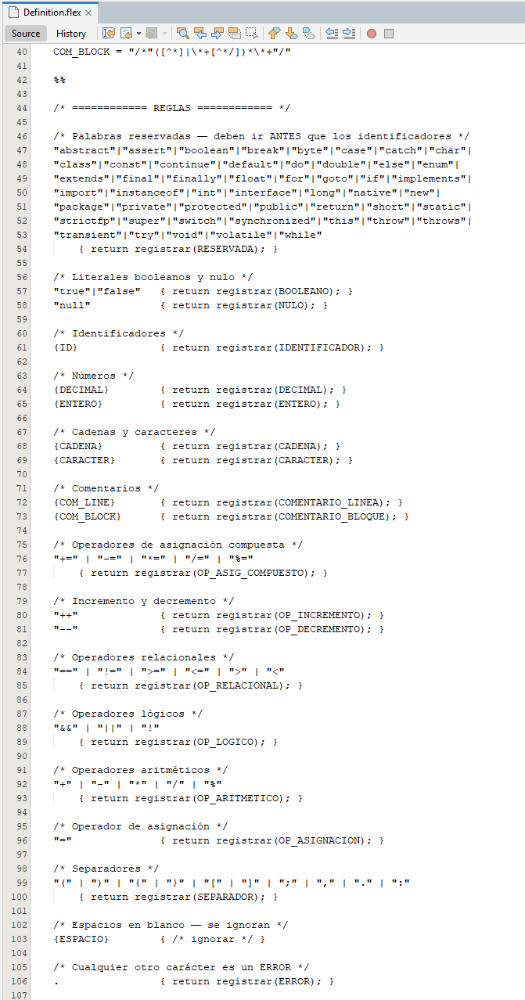 Definition.flex
Source History
40 COM_BLOCK = "/*"([^*]|\*+[^*/])*\*+"/"
41
42 %%
43
44 /* ============ REGLAS ============ */
45
46 /* Palabras reservadas — deben ir ANTES que los identificadores */
47 "abstract"|"assert"|"boolean"|"break"|"byte"|"case"|"catch"|"char"|
48 "class"|"const"|"continue"|"default"|"do"|"double"|"else"|"enum"|
49 "extends"|"final"|"finally"|"float"|"for"|"goto"|"if"|"implements"|
50 "import"|"instanceof"|"int"|"interface"|"long"|"native"|"new"|
51 "package"|"private"|"protected"|"public"|"return"|"short"|"static"|
52 "strictfp"|"super"|"switch"|"synchronized"|"this"|"throw"|"throws"|
53 "transient"|"try"|"void"|"volatile"|"while"
54     { return registrar(RESERVADA); }
55
56 /* Literales booleanos y nulo */
57 "true"|"false"   { return registrar(BOOLEANO); }
58 "null"           { return registrar(NULO); }
59
60 /* Identificadores */
61 {ID}             { return registrar(IDENTIFICADOR); }
62
63 /* Números */
64 {DECIMAL}        { return registrar(DECIMAL); }
65 {ENTERO}         { return registrar(ENTERO); }
66
67 /* Cadenas y caracteres */
68 {CADENA}         { return registrar(CADENA); }
69 {CARACTER}       { return registrar(CARACTER); }
70
71 /* Comentarios */
72 {COM_LINE}       { return registrar(COMENTARIO_LINEA); }
73 {COM_BLOCK}      { return registrar(COMENTARIO_BLOQUE); }
74
75 /* Operadores de asignación compuesta */
76 "+=" | "-=" | "*=" | "/=" | "%="
77     { return registrar(OP_ASIG_COMPUESTO); }
78
79 /* Incremento y decremento */
80 "++"             { return registrar(OP_INCREMENTO); }
81 "--"             { return registrar(OP_DECREMENTO); }
82
83 /* Operadores relacionales */
84 "==" | "!=" | ">=" | "<=" | ">" | "<"
85     { return registrar(OP_RELACIONAL); }
86
87 /* Operadores lógicos */
88 "&&" | "||" | "!"
89     { return registrar(OP_LOGICO); }
90
91 /* Operadores aritméticos */
92 "+" | "-" | "*" | "/" | "%"
93     { return registrar(OP_ARITMETICO); }
94
95 /* Operador de asignación */
96 "="              { return registrar(OP_ASIGNACION); }
97
98 /* Separadores */
99 "(" | ")" | "{" | "}" | "[" | "]" | ";" | "," | "." | ":"
100     { return registrar(SEPARADOR); }
101
102 /* Espacios en blanco — se ignoran */
103 {ESPACIO}        { /* ignorar */ }
104
105 /* Cualquier otro carácter es un ERROR */
106 .                { return registrar(ERROR); }
107